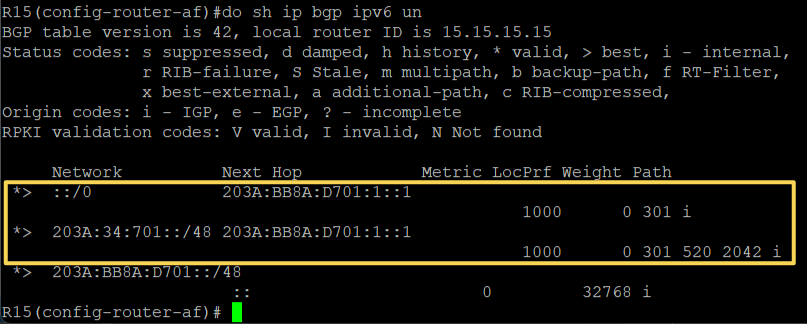 R15(config-router-af)#do sh ip bgp ipv6 un
BGP table version is 42, local router ID is 15.15.15.15
Status codes: s suppressed, d damped, h history, * valid, > best, i - internal,
              r RIB-failure, S Stale, m multipath, b backup-path, f RT-Filter,
              x best-external, a additional-path, c RIB-compressed,
Origin codes: i - IGP, e - EGP, ? - incomplete
RPKI validation codes: V valid, I invalid, N Not found

     Network          Next Hop            Metric LocPrf Weight Path
 *>  ::/0             203A:BB8A:D701:1::1
                                                   1000      0 301 i
 *>  203A:34:701::/48 203A:BB8A:D701:1::1
                                                   1000      0 301 520 2042 i
 *>  203A:BB8A:D701::/48
                       ::                       0         32768 i
R15(config-router-af)#